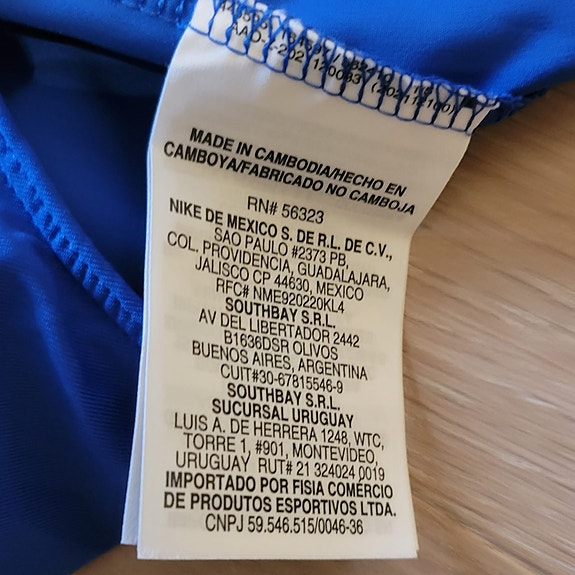 MADE IN CAMBODIA/HECHO EN
CAMBOYA/FABRICADO NO CAMBOJA
RN# 56323
NIKE DE MEXICO S. DE R.L. DE C.V.,
SAO PAULO #2373 PB,
COL. PROVIDENCIA, GUADALAJARA,
JALISCO CP 44630, MEXICO
RFC# NME920220KL4
SOUTHBAY S.R.L.
AV DEL LIBERTADOR 2442
B1636DSR OLIVOS
BUENOS AIRES, ARGENTINA
CUIT#30-67815546-9
SOUTHBAY S.R.L.
SUCURSAL URUGUAY
LUIS A. DE HERRERA 1248, WTC,
TORRE 1, #901, MONTEVIDEO,
URUGUAY RUT# 21 324024 0019
IMPORTADO POR FISIA COMÉRCIO
DE PRODUTOS ESPORTIVOS LTDA.
CNPJ 59.546.515/0046-36